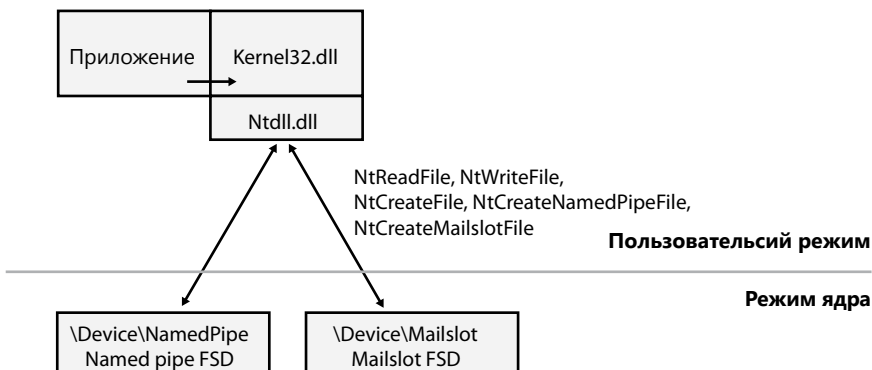 Приложение
Kernel32.dll
Ntdll.dll
NtReadFile, NtWriteFile,
NtCreateFile, NtCreateNamedPipeFile,
NtCreateMailslotFile
Пользовательсий режим
Режим ядра
\Device\NamedPipe
Named pipe FSD
\Device\Mailslot
Mailslot FSD